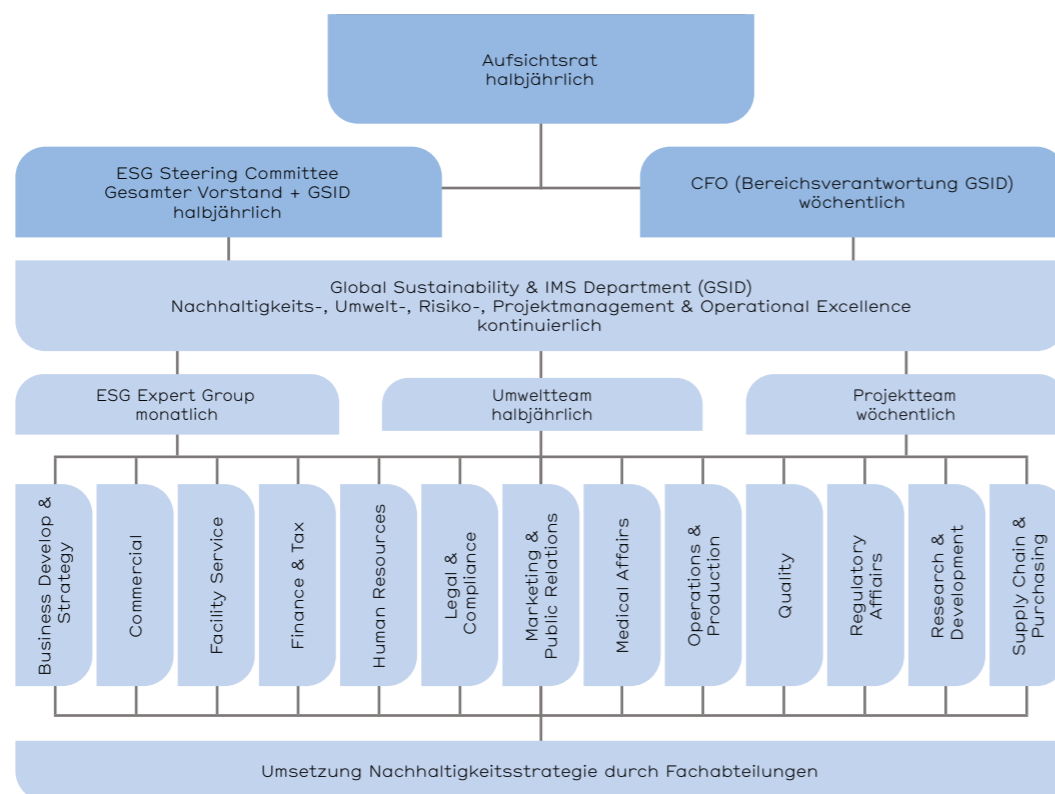 Aufsichtsrat
halbjährlich
ESG Steering Committee
Gesamter Vorstand + GSID
halbjährlich
CFO (Bereichsverantwortung GSID)
wöchentlich
Global Sustainability & IMS Department (GSID)
Nachhaltigkeits-, Umwelt-, Risiko-, Projektmanagement & Operational Excellence
kontinuierlich
ESG Expert Group
monatlich
Umweltteam
halbjährlich
Projektteam
wöchentlich
Business Develop &
Strategy
Commercial
Facility Service
Finance & Tax
Human Resources
Legal &
Compliance
Marketing &
Public Relations
Medical Affairs
Operations &
Production
Quality
Regulatory
Affairs
Research &
Development
Supply Chain &
Purchasing
Umsetzung Nachhaltigkeitsstrategie durch Fachabteilungen